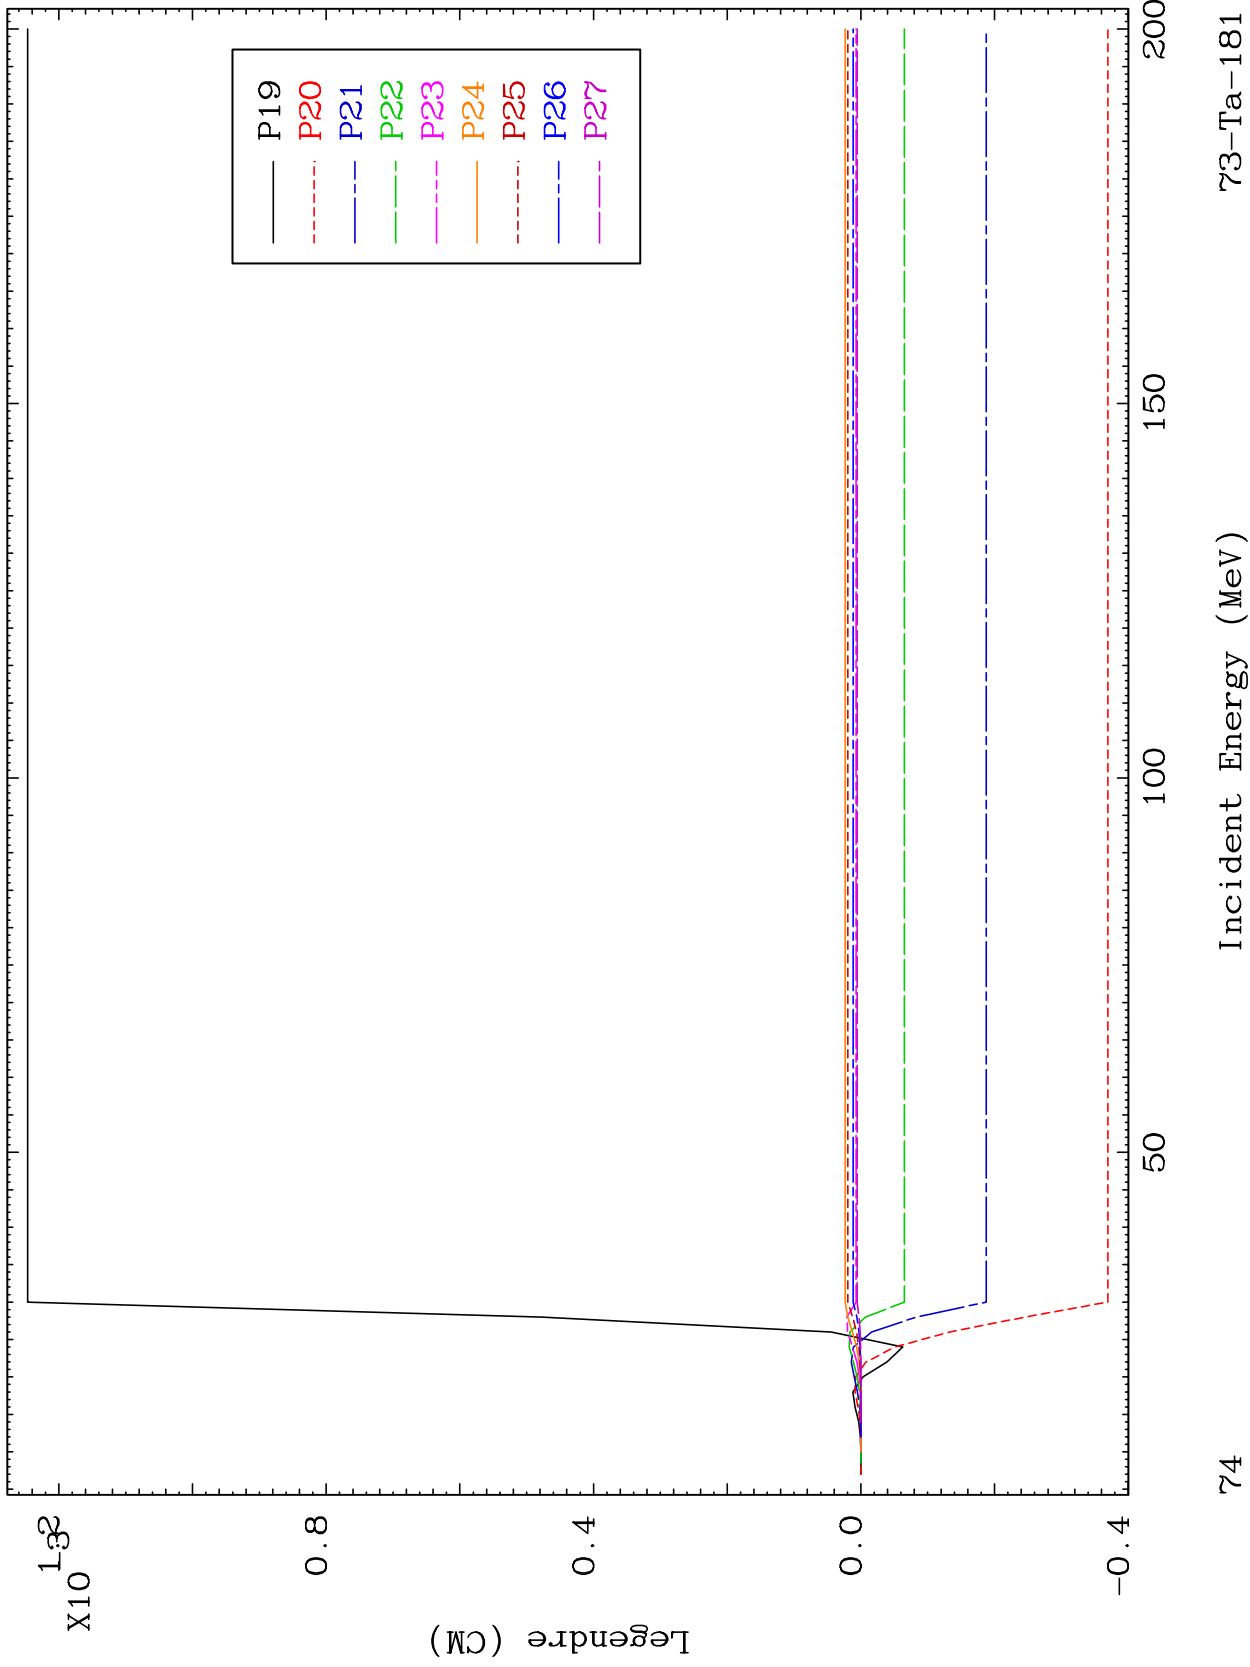 X10
-3
1.2
0.8
0.4
0.0
-0.4
Legendre (CM)
P19
P20
P21
P22
P23
P24
P25
P26
P27
50
100
150
200
Incident Energy (MeV)
74
73-Ta-181